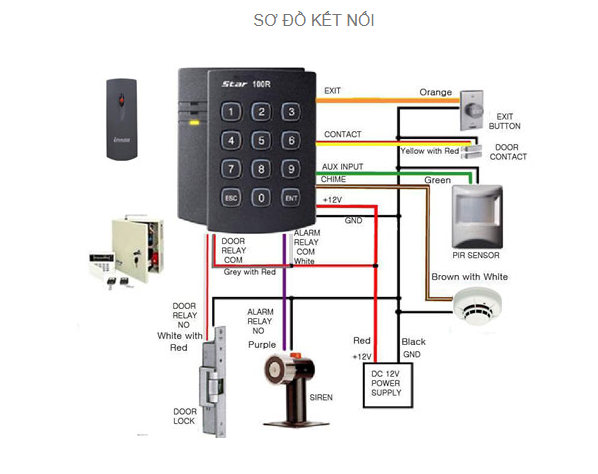 SƠ ĐỒ KẾT NỐI
Star 100R
1 2 3
4 5 6
7 8 9
ESC 0 ENT
EXIT
Orange
EXIT
BUTTON
CONTACT
Yellow with Red
DOOR
CONTACT
AUX INPUT
Green
CHIME
PIR SENSOR
+12V
GND
DOOR
RELAY
COM
Grey with Red
ALARM
RELAY
COM
White
Brown with White
DOOR
RELAY
NO
White with
Red
ALARM
RELAY
NO
Purple
Red
+12V
Black
GND
DC 12V
POWER
SUPPLY
SIREN
DOOR
LOCK